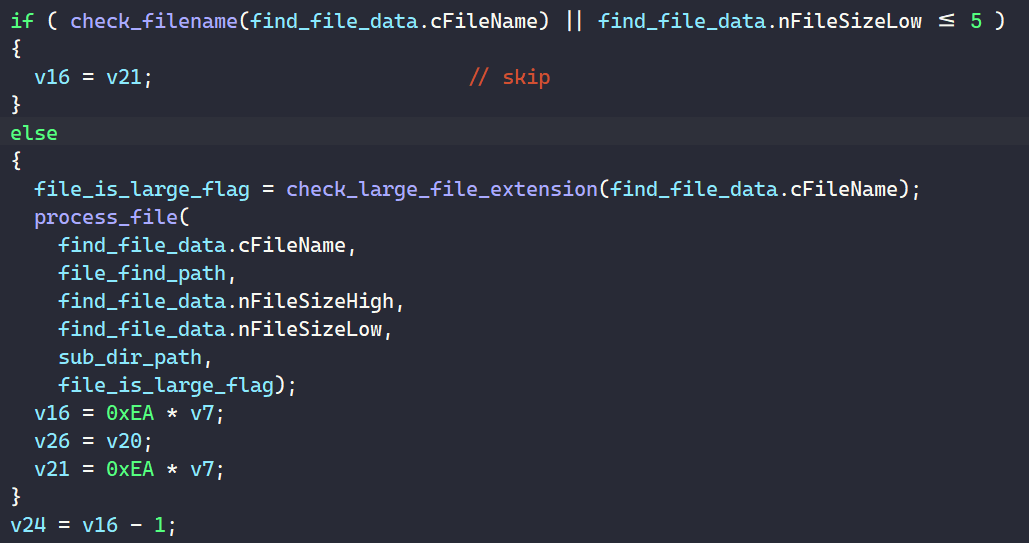 if ( check_filename(find_file_data.cFileName) || find_file_data.nFileSizeLow ≤ 5 )
{
  v16 = v21;                          // skip
}
else
{
  file_is_large_flag = check_large_file_extension(find_file_data.cFileName);
  process_file(
    find_file_data.cFileName,
    file_find_path,
    find_file_data.nFileSizeHigh,
    find_file_data.nFileSizeLow,
    sub_dir_path,
    file_is_large_flag);
  v16 = 0xEA * v7;
  v26 = v20;
  v21 = 0xEA * v7;
}
v24 = v16 - 1;